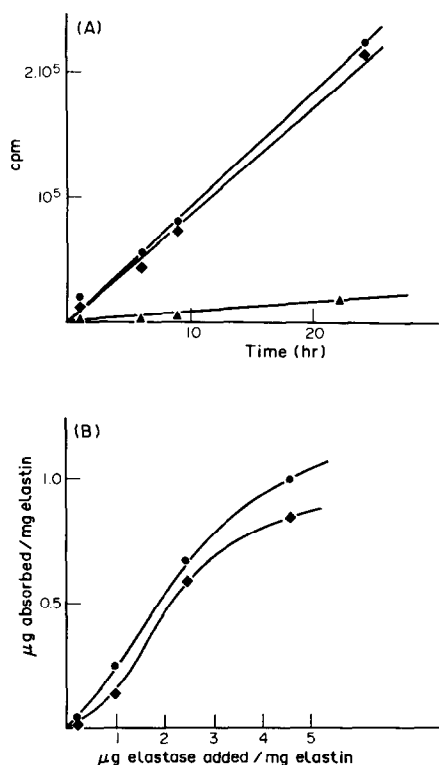 (A)
2.10⁵
10⁵
cpm
10
20
Time (hr)
(B)
1.0
0.5
µg absorbed/mg elastin
1 2 3 4 5
µg elastase added/mg elastin